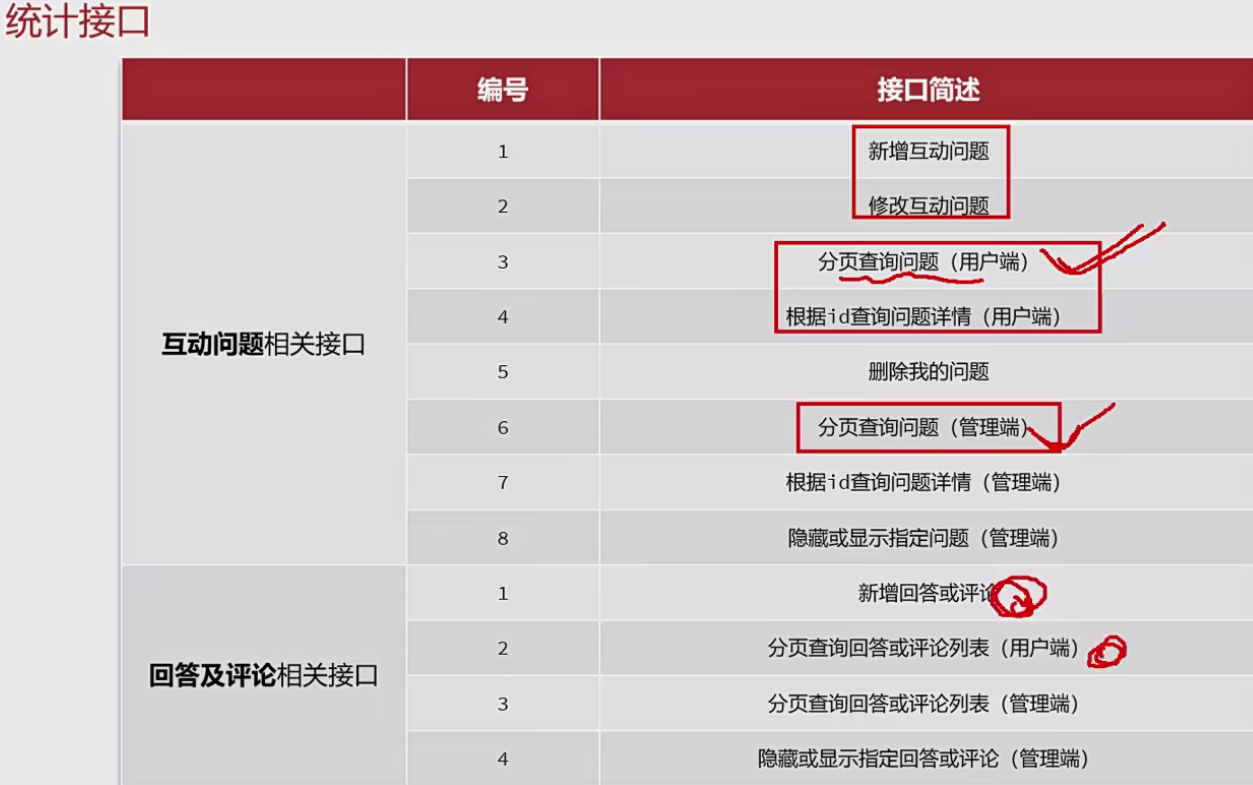 统计接口
编号 接口简述
互动问题相关接口
1 新增互动问题
2 修改互动问题
3 分页查询问题（用户端）
4 根据id查询问题详情（用户端）
5 删除我的问题
6 分页查询问题（管理端）
7 根据id查询问题详情（管理端）
8 隐藏或显示指定问题（管理端）
回答及评论相关接口
1 新增回答或评论
2 分页查询回答或评论列表（用户端）
3 分页查询回答或评论列表（管理端）
4 隐藏或显示指定回答或评论（管理端）